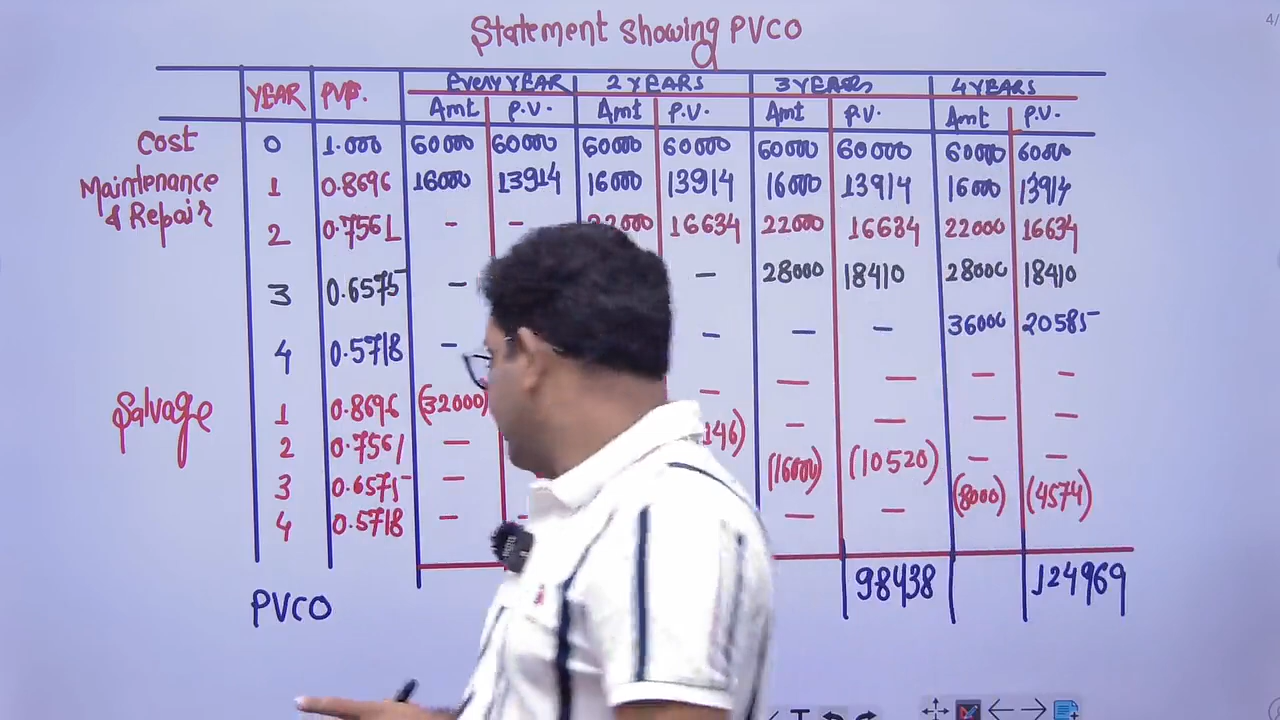 Statement showing PVCO
YEAR PVF. EVERY YEAR 2 YEARS 3 YEARS 4 YEARS
Amt P.V. Amt P.V. Amt P.V. Amt P.V.
Cost 0 1.000 60000 60000 60000 60000 60000 60000 60000 60000
Maintenance & Repair 1 0.8696 16000 13914 16000 13914 16000 13914 16000 13914
2 0.7561 - - 22000 16634 22000 16634 22000 16634
3 0.6575 - - 28000 18410 28000 18410
4 0.5718 - - - - 36000 20585
- - - - -
Salvage 1 0.8696 (32000) - - -
2 0.7561 - 146) - -
3 0.6575 - (16000) (10520) (8000) (4574)
4 0.5718 - - - -
PVCO 98438 124969